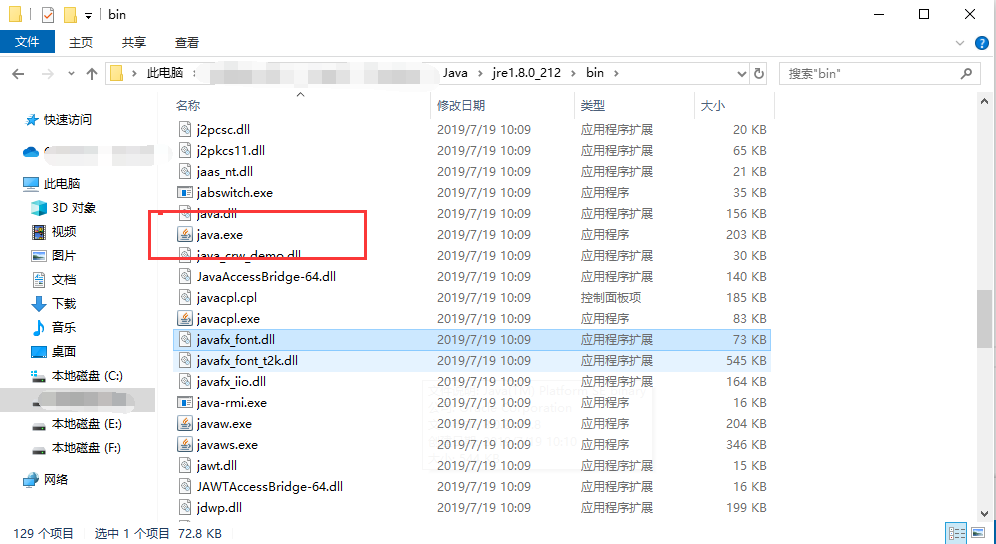 bin
文件 主页 共享 查看
此电脑 Java jre1.8.0_212 bin 搜索"bin"
名称 修改日期 类型 大小
快速访问
此电脑
3D 对象
视频
图片
文档
下载
音乐
桌面
本地磁盘 (C:)
本地磁盘 (E:)
本地磁盘 (F:)
网络
j2pcsc.dll 2019/7/19 10:09 应用程序扩展 20 KB
j2pkcs11.dll 2019/7/19 10:09 应用程序扩展 65 KB
jaas_nt.dll 2019/7/19 10:09 应用程序扩展 21 KB
jabswitch.exe 2019/7/19 10:09 应用程序 35 KB
java.dll 2019/7/19 10:09 应用程序扩展 156 KB
java.exe 2019/7/19 10:09 应用程序 203 KB
java_crw_demo.dll 2019/7/19 10:09 应用程序扩展 30 KB
JavaAccessBridge-64.dll 2019/7/19 10:09 应用程序扩展 140 KB
javacpl.cpl 2019/7/19 10:09 控制面板项 185 KB
javacpl.exe 2019/7/19 10:09 应用程序 83 KB
javafx_font.dll 2019/7/19 10:09 应用程序扩展 73 KB
javafx_font_t2k.dll 2019/7/19 10:09 应用程序扩展 545 KB
javafx_iio.dll 2019/7/19 10:09 应用程序扩展 164 KB
java-rmi.exe 2019/7/19 10:09 应用程序 16 KB
javaw.exe 2019/7/19 10:09 应用程序 204 KB
javaws.exe 2019/7/19 10:09 应用程序 346 KB
jawt.dll 2019/7/19 10:09 应用程序扩展 15 KB
JAWTAccessBridge-64.dll 2019/7/19 10:09 应用程序扩展 16 KB
jdwp.dll 2019/7/19 10:09 应用程序扩展 199 KB
129 个项目 选中 1 个项目 72.8 KB